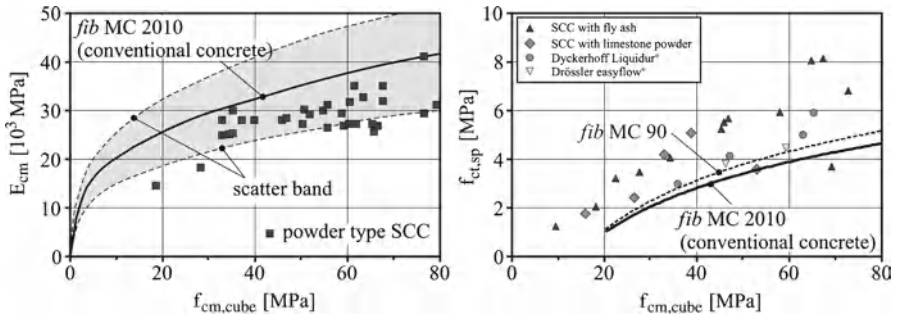 50
40
30
20
10
0
E_cm [10³ MPa]
fib MC 2010
(conventional concrete)
scatter band
powder type SCC
0 20 40 60 80
f_cm,cube [MPa]
10
8
6
4
2
0
f_ct,sp [MPa]
SCC with fly ash
SCC with limestone powder
Dyckerhoff Liquidur*
Drössler easyflow*
fib MC 90
fib MC 2010
(conventional concrete)
0 20 40 60 80
f_cm,cube [MPa]